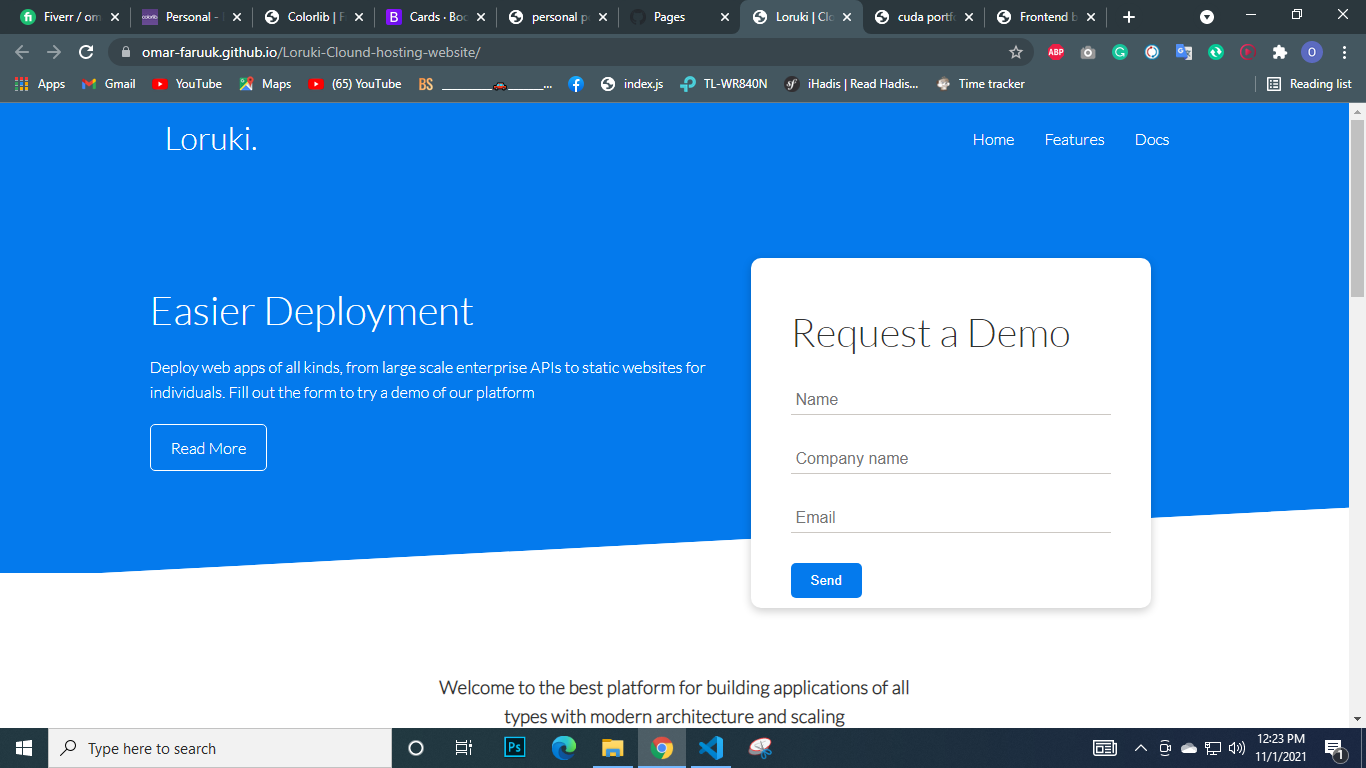 Fiverr / om
Personal -
Colorlib | F
Cards · Boo
personal po
Pages
Loruki | Clo
cuda portf
Frontend b
omar-faruuk.github.io/Loruki-Clound-hosting-website/
ABP
O
Apps
Gmail
YouTube
Maps
(65) YouTube
BS
index.js
TL-WR840N
iHadis | Read Hadis...
Time tracker
Reading list
Loruki.
Home
Features
Docs
Easier Deployment
Deploy web apps of all kinds, from large scale enterprise APIs to static websites for
individuals. Fill out the form to try a demo of our platform
Read More
Request a Demo
Name
Company name
Email
Send
Welcome to the best platform for building applications of all
types with modern architecture and scaling
Type here to search
Ps
12:23 PM
11/1/2021
1